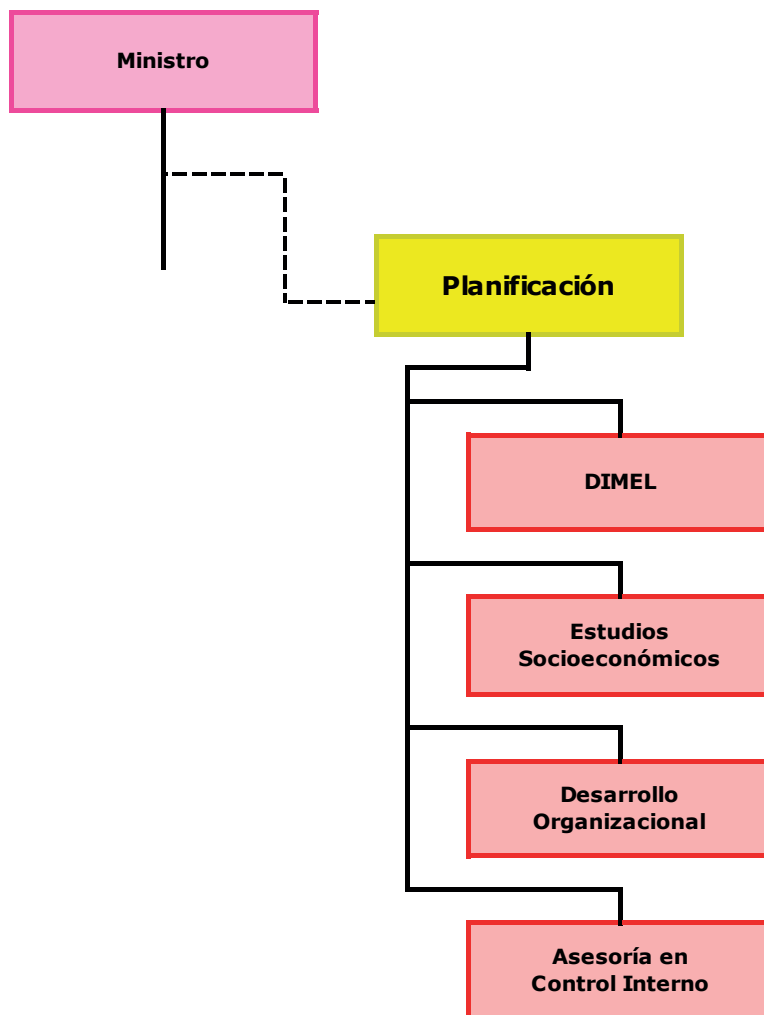 Ministro
Planificación
DIMEL
Estudios
Socioeconómicos
Desarrollo
Organizacional
Asesoría en
Control Interno